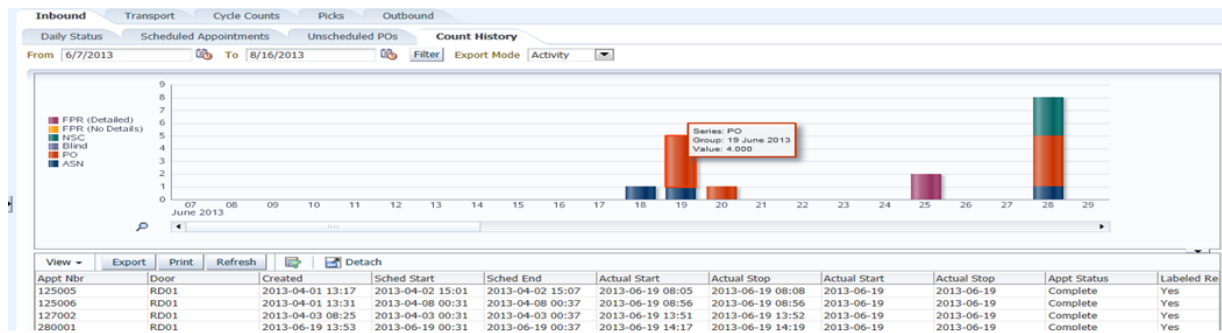 Inbound Transport Cycle Counts Picks Outbound
Daily Status Scheduled Appointments Unscheduled POs Count History
From 6/7/2013 To 8/16/2013 Filter Export Mode Activity
9
8
7
6
5
4
3
2
1
0
FPR (Detailed)
FPR (No Details)
NSC
Blind
PO
ASN
Series: PO
Group: 19 June 2013
Value: 4.000
07 08 09 10 11 12 13 14 15 16 17 18 19 20 21 22 23 24 25 26 27 28 29
June 2013
View Export Print Refresh Detach
Appt Nbr Door Created Sched Start Sched End Actual Start Actual Stop Actual Start Actual Stop Appt Status Labeled Re
125005 RD01 2013-04-01 13:17 2013-04-02 15:01 2013-04-02 15:07 2013-06-19 08:05 2013-06-19 08:08 2013-06-19 2013-06-19 Complete Yes
125006 RD01 2013-04-01 13:31 2013-04-08 00:31 2013-04-08 00:37 2013-06-19 08:56 2013-06-19 08:56 2013-06-19 2013-06-19 Complete Yes
127002 RD01 2013-04-03 08:25 2013-04-03 00:31 2013-04-03 00:37 2013-06-19 13:51 2013-06-19 13:52 2013-06-19 2013-06-19 Complete Yes
280001 RD01 2013-06-19 13:53 2013-06-19 00:31 2013-06-19 00:37 2013-06-19 14:17 2013-06-19 14:19 2013-06-19 2013-06-19 Complete Yes